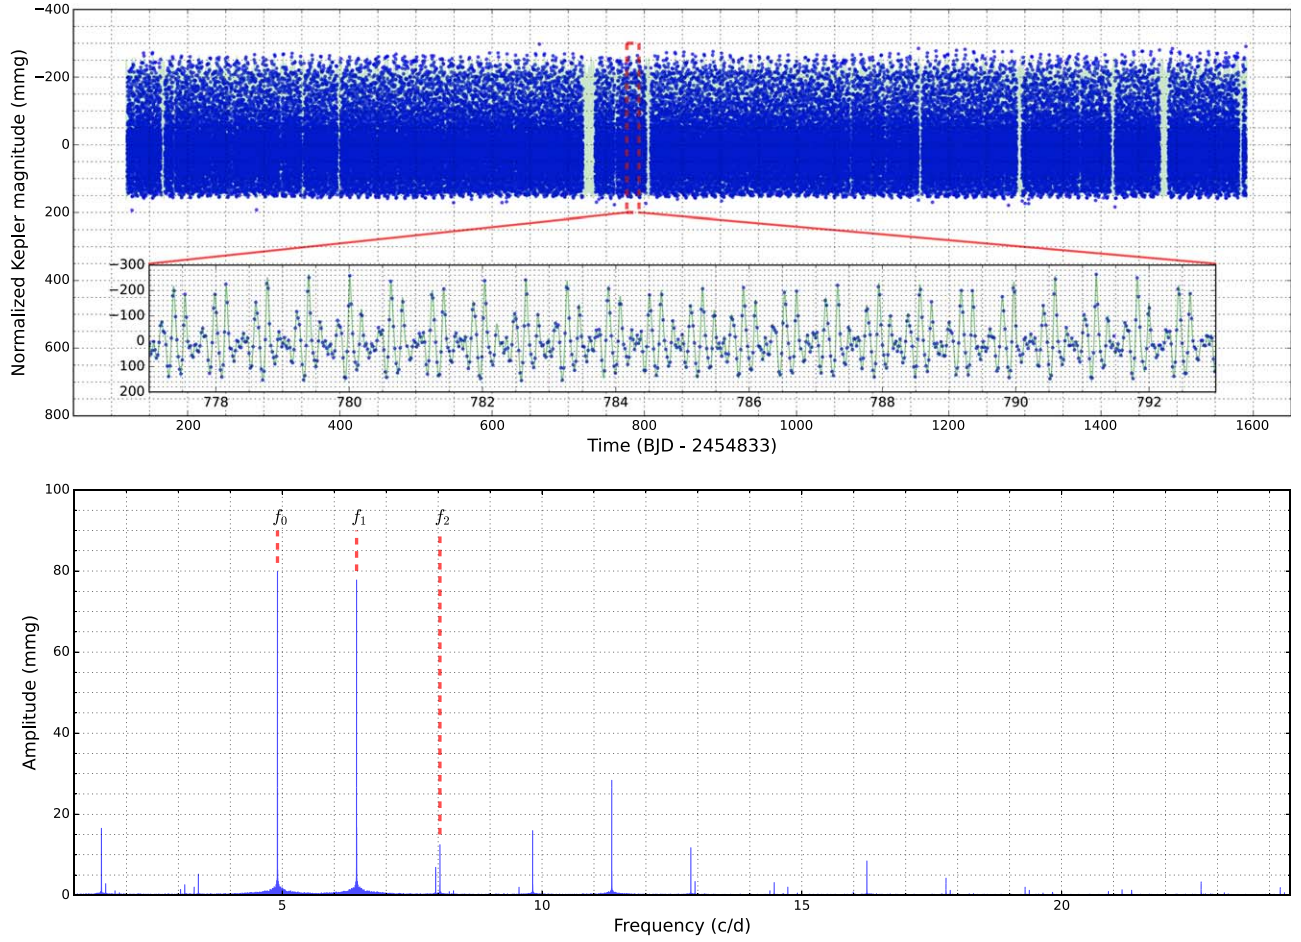 Normalized Kepler magnitude (mmg)
−400
−200
0
200
400
600
800
−300
−200
−100
0
100
200
778 780 782 784 786 788 790 792
200 400 600 800 1000 1200 1400 1600
Time (BJD - 2454833)
Amplitude (mmg)
100
80
60
40
20
0
f0 f1 f2
5 10 15 20
Frequency (c/d)